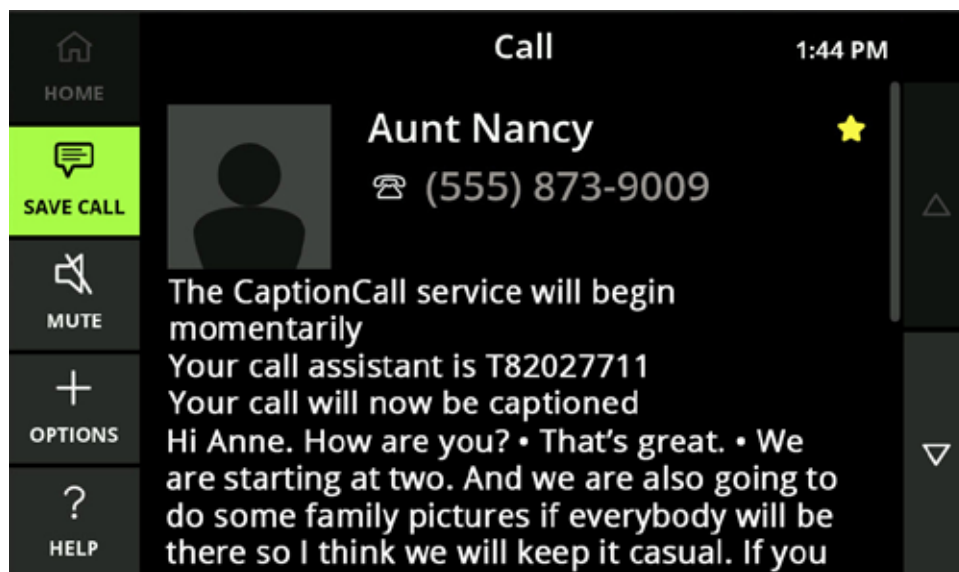 Call
1:44 PM
HOME
SAVE CALL
MUTE
OPTIONS
HELP
Aunt Nancy
(555) 873-9009
The CaptionCall service will begin
momentarily
Your call assistant is T82027711
Your call will now be captioned
Hi Anne. How are you? • That's great. • We
are starting at two. And we are also going to
do some family pictures if everybody will be
there so I think we will keep it casual. If you